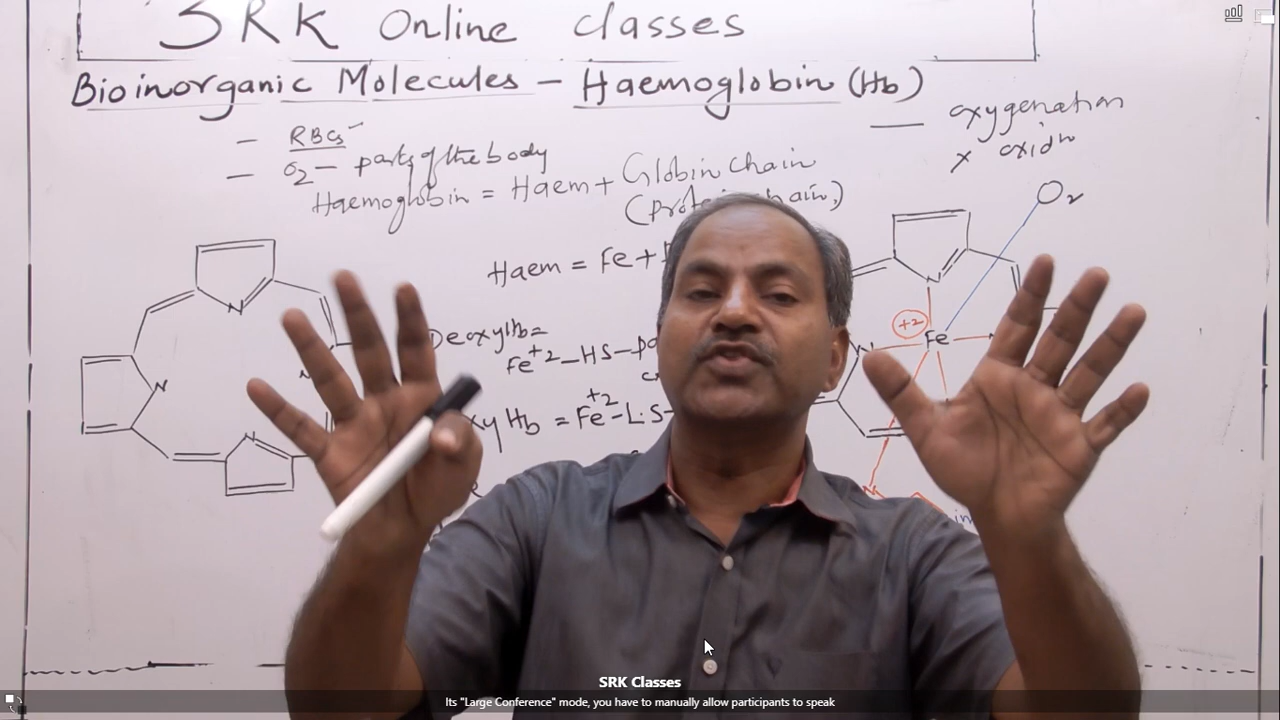 SRK Online classes
Bioinorganic Molecules - Haemoglobin (Hb)
- RBCs -
- O2 - parts of the body
— oxygenation
x oxidn
Haemoglobin = Haem + Globin chain
Haem = Fe +
O2
N
N
N
N
+2
Fe
N
Deoxy Hb =
Fe+2 - HS -
xy Hb = Fe+2 - L.S -
SRK Classes
Its "Large Conference" mode, you have to manually allow participants to speak